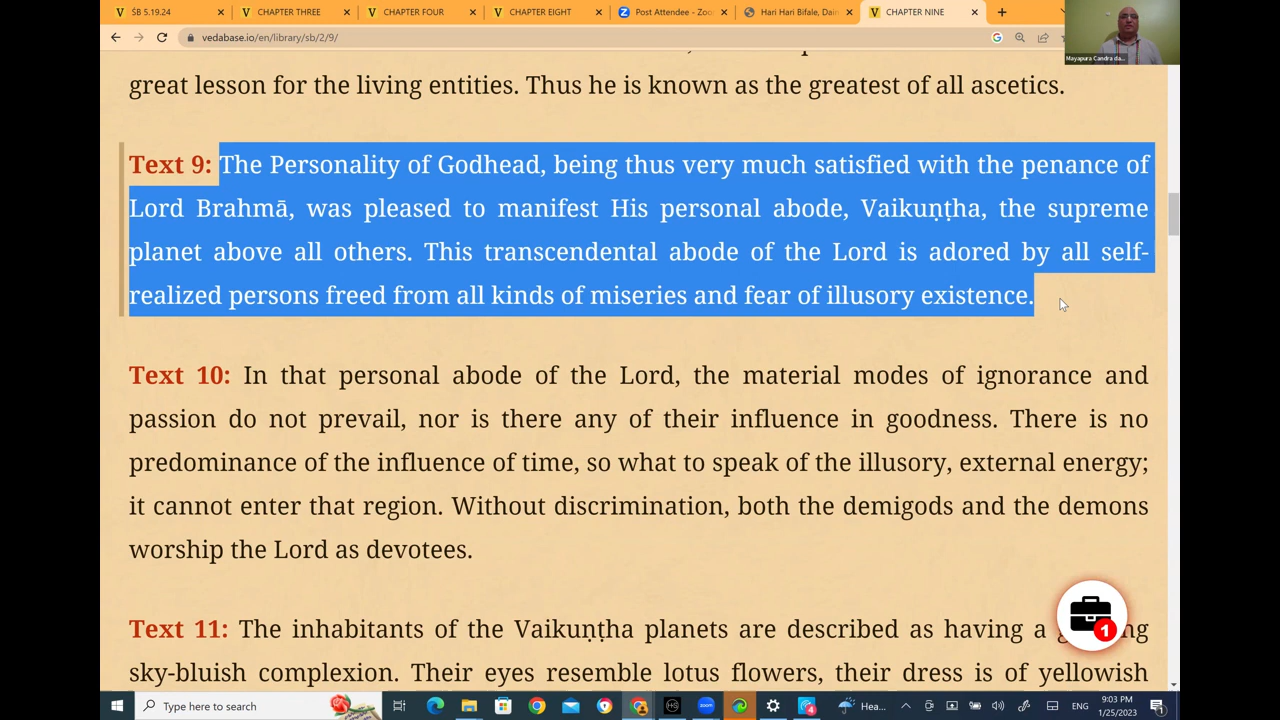 ŚB 5.19.24
CHAPTER THREE
CHAPTER FOUR
CHAPTER EIGHT
Post Attendee - Zoo
Hari Hari Bifale, Dain
CHAPTER NINE
vedabase.io/en/library/sb/2/9/
Mayapura Candra da...
great lesson for the living entities. Thus he is known as the greatest of all ascetics.
Text 9: The Personality of Godhead, being thus very much satisfied with the penance of
Lord Brahmā, was pleased to manifest His personal abode, Vaikuṇṭha, the supreme
planet above all others. This transcendental abode of the Lord is adored by all self-
realized persons freed from all kinds of miseries and fear of illusory existence.
Text 10: In that personal abode of the Lord, the material modes of ignorance and
passion do not prevail, nor is there any of their influence in goodness. There is no
predominance of the influence of time, so what to speak of the illusory, external energy;
it cannot enter that region. Without discrimination, both the demigods and the demons
worship the Lord as devotees.
1
Text 11: The inhabitants of the Vaikuṇṭha planets are described as having a
sky-bluish complexion. Their eyes resemble lotus flowers, their dress is of yellowish
Type here to search
Hea...
ENG
9:03 PM
1/25/2023